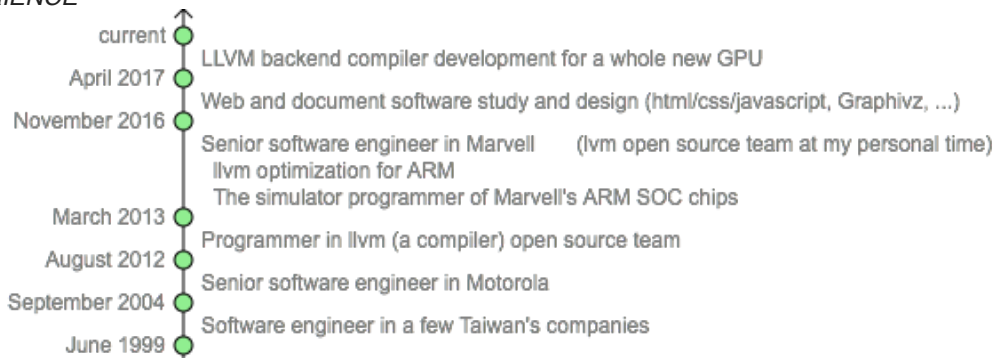 current
LLVM backend compiler development for a whole new GPU
April 2017
Web and document software study and design (html/css/javascript, Graphivz, ...)
November 2016
Senior software engineer in Marvell (lvm open source team at my personal time)
llvm optimization for ARM
The simulator programmer of Marvell's ARM SOC chips
March 2013
Programmer in llvm (a compiler) open source team
August 2012
Senior software engineer in Motorola
September 2004
Software engineer in a few Taiwan's companies
June 1999